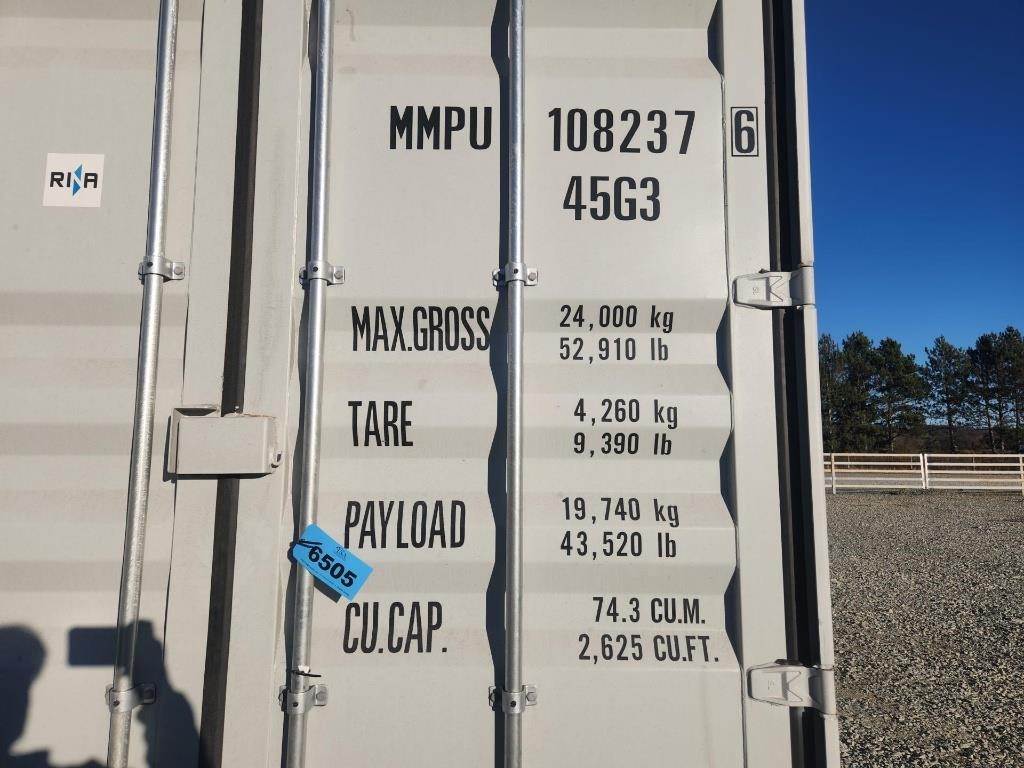 RINA
MMPU 108237 6
45G3
MAX.GROSS 24,000 kg
52,910 lb
TARE 4,260 kg
9,390 lb
PAYLOAD 19,740 kg
43,520 lb
6505
CU.CAP. 74.3 CU.M.
2,625 CU.FT.